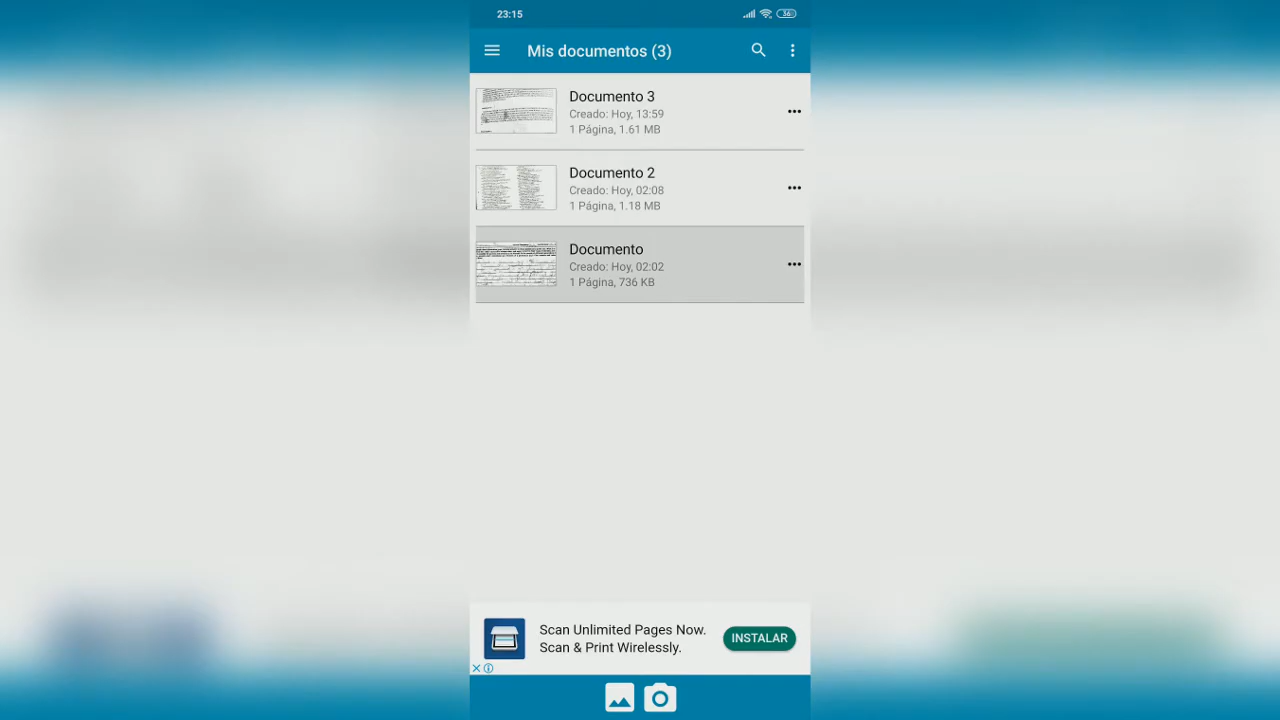 23:15
36
Mis documentos (3)
Documento 3
Creado: Hoy, 13:59
1 Página, 1.61 MB
Documento 2
Creado: Hoy, 02:08
1 Página, 1.18 MB
Documento
Creado: Hoy, 02:02
1 Página, 736 KB
Scan Unlimited Pages Now.
Scan & Print Wirelessly.
INSTALAR